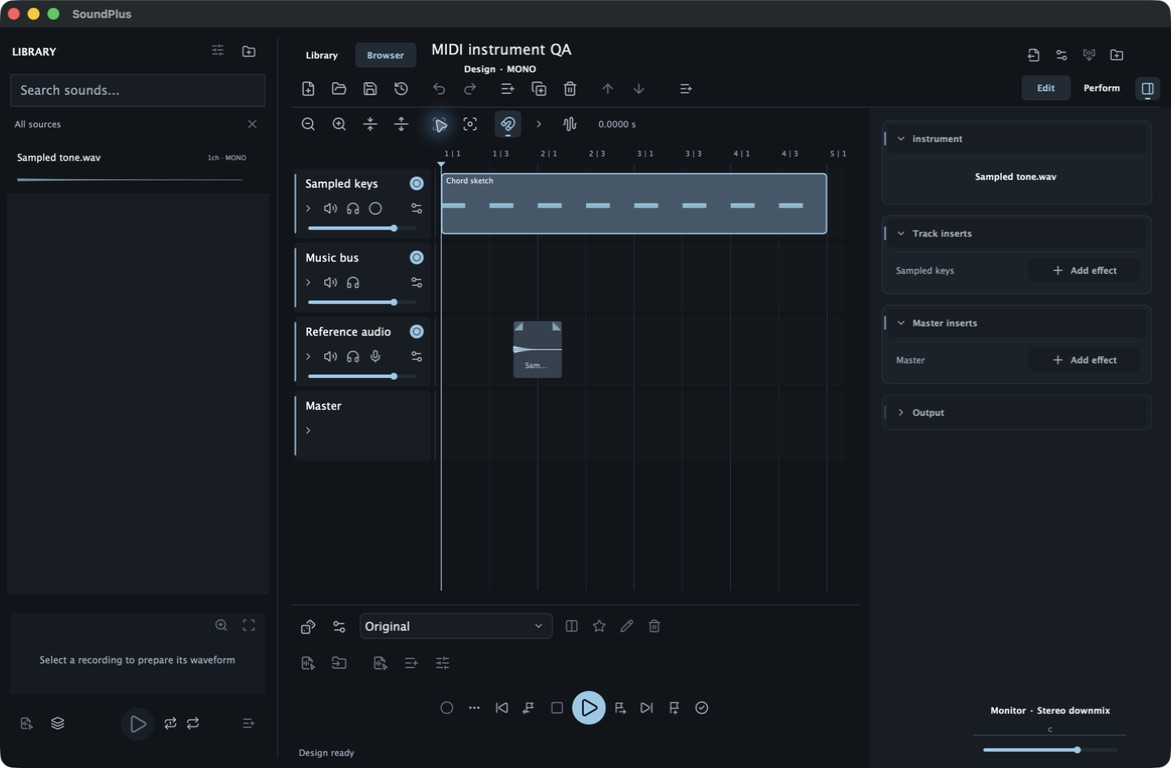 SoundPlus
LIBRARY
Search sounds...
All sources
Sampled tone.wav
1ch - MONO
Select a recording to prepare its waveform
Library
Browser
MIDI instrument QA
Design · MONO
Edit
Perform
0.0000 s
1|1 1|3 2|1 2|3 3|1 3|3 4|1 4|3 5|1
Sampled keys
Chord sketch
Music bus
Reference audio
Sam...
Master
Original
Design ready
instrument
Sampled tone.wav
Track inserts
Sampled keys
Add effect
Master inserts
Master
Add effect
Output
Monitor · Stereo downmix
C